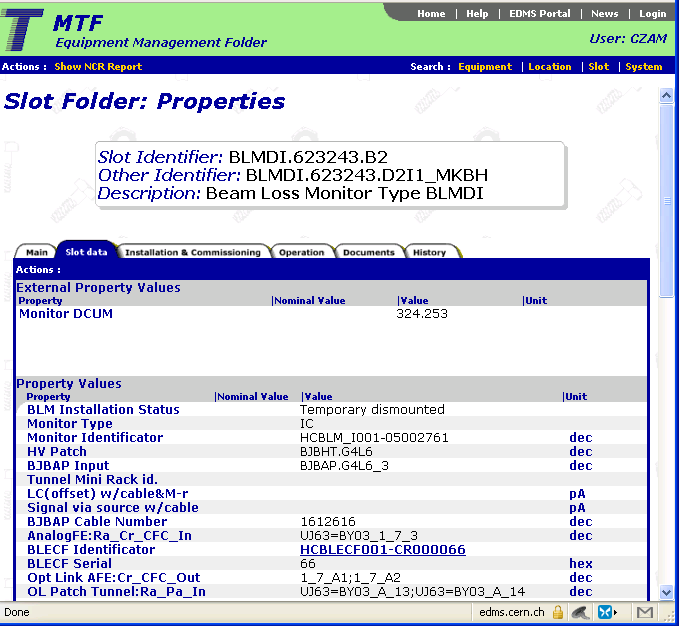 MTF
Equipment Management Folder
Home | Help | EDMS Portal | News | Login
User: CZAM
Actions : Show NCR Report
Search : Equipment | Location | Slot | System
Slot Folder: Properties
Slot Identifier: BLMDI.623243.B2
Other Identifier: BLMDI.623243.D2I1_MKBH
Description: Beam Loss Monitor Type BLMDI
Main Slot data Installation & Commissioning Operation Documents History
Actions :
External Property Values
Property |Nominal Value |Value |Unit
Monitor DCUM 324.253
Property Values
Property |Nominal Value |Value |Unit
BLM Installation Status Temporary dismounted
Monitor Type IC
Monitor Identificator HCBLM_I001-05002761 dec
HV Patch BJBHT.G4L6 dec
BJBAP Input BJBAP.G4L6_3 dec
Tunnel Mini Rack id.
LC(offset) w/cable&M-r pA
Signal via source w/cable pA
BJBAP Cable Number 1612616 dec
AnalogFE:Ra_Cr_CFC_In UJ63=BY03_1_7_3 dec
BLECF Identificator HCBLECF001-CR000066
BLECF Serial 66 hex
Opt Link AFE:Cr_CFC_Out 1_7_A1;1_7_A2 dec
OL Patch Tunnel:Ra_Pa_In UJ63=BY03_A_13;UJ63=BY03_A_14 dec
Done edms.cern.ch